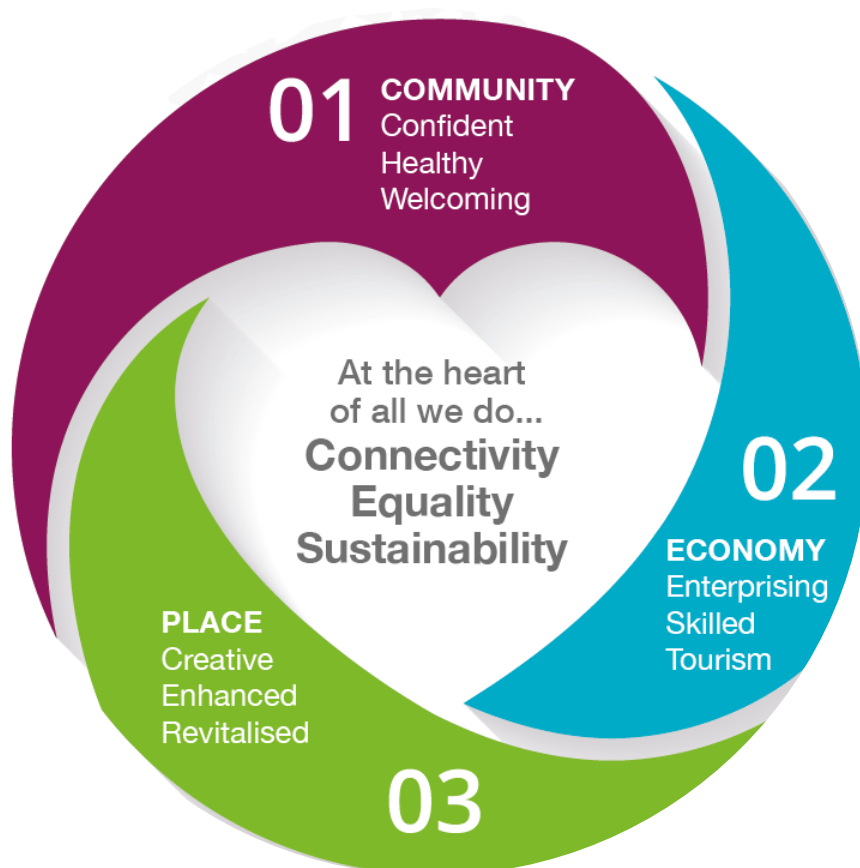 01
COMMUNITY
Confident
Healthy
Welcoming
At the heart
of all we do...
Connectivity
Equality
Sustainability
02
ECONOMY
Enterprising
Skilled
Tourism
PLACE
Creative
Enhanced
Revitalised
03